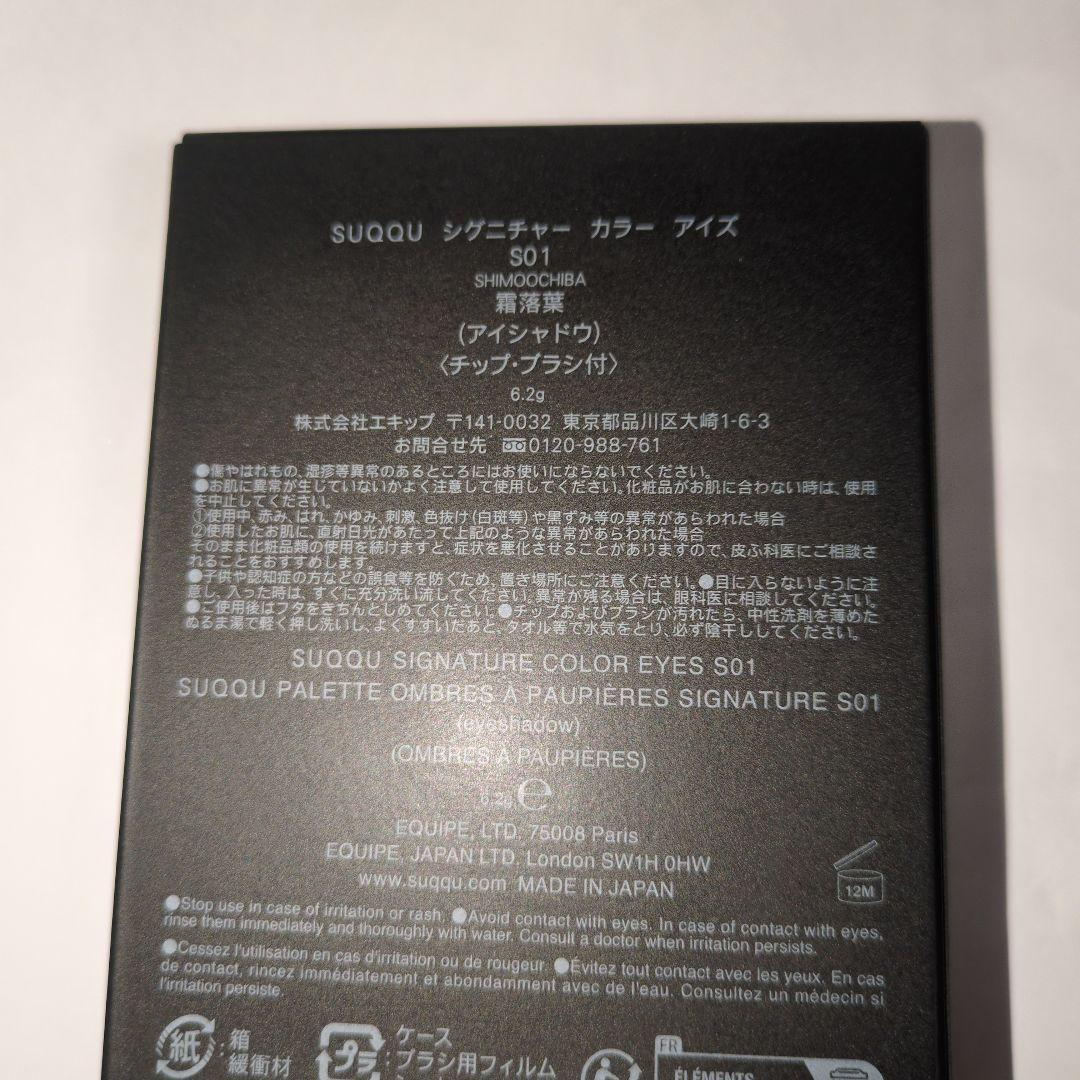 SUQQU シグニチャー カラー アイズ
S01
SHIMOOCHIBA
霜落葉
(アイシャドウ)
〈チップ・ブラシ付〉
6.2g
株式会社エキップ 〒141-0032 東京都品川区大崎1-6-3
お問合せ先 0120-988-761
●傷やはれもの、湿疹等異常のあるところにはお使いにならないでください。
●お肌に異常が生じていないかよく注意して使用してください。化粧品がお肌に合わない時は、使用
を中止してください。
①使用中、赤み、はれ、かゆみ、刺激、色抜け(白斑等)や黒ずみ等の異常があらわれた場合
②使用したお肌に、直射日光があたって上記のような異常があらわれた場合
そのまま化粧品類の使用を続けますと、症状を悪化させることがありますので、皮ふ科医にご相談さ
れることをおすすめします。
●子供や認知症の方などの誤食等を防ぐため、置き場所にご注意ください。●目に入らないように注
意し、入った時は、すぐに充分洗い流してください。異常が残る場合は、眼科医に相談してください。
●ご使用後はフタをきちんとしめてください。●チップおよびブラシが汚れたら、中性洗剤を薄めた
ぬるま湯で軽く押し洗いし、よくすすいだあと、タオル等で水気をとり、必ず陰干ししてください。
SUQQU SIGNATURE COLOR EYES S01
SUQQU PALETTE OMBRES À PAUPIÈRES SIGNATURE S01
(eyeshadow)
(OMBRES À PAUPIÈRES)
6.2g ℮
EQUIPE, LTD. 75008 Paris
EQUIPE, JAPAN LTD. London SW1H 0HW
www.suqqu.com MADE IN JAPAN
12M
●Stop use in case of irritation or rash. ●Avoid contact with eyes. In case of contact with eyes,
rinse them immediately and thoroughly with water. Consult a doctor when irritation persists.
●Cessez l'utilisation en cas d'irritation ou de rougeur. ●Évitez tout contact avec les yeux. En cas
de contact, rincez immédiatement et abondamment avec de l'eau. Consultez un médecin si
l'irritation persiste.
紙 : 箱
緩衝材
プラ : ケース
ブラシ用フィルム
FR
ÉLÉMENTS